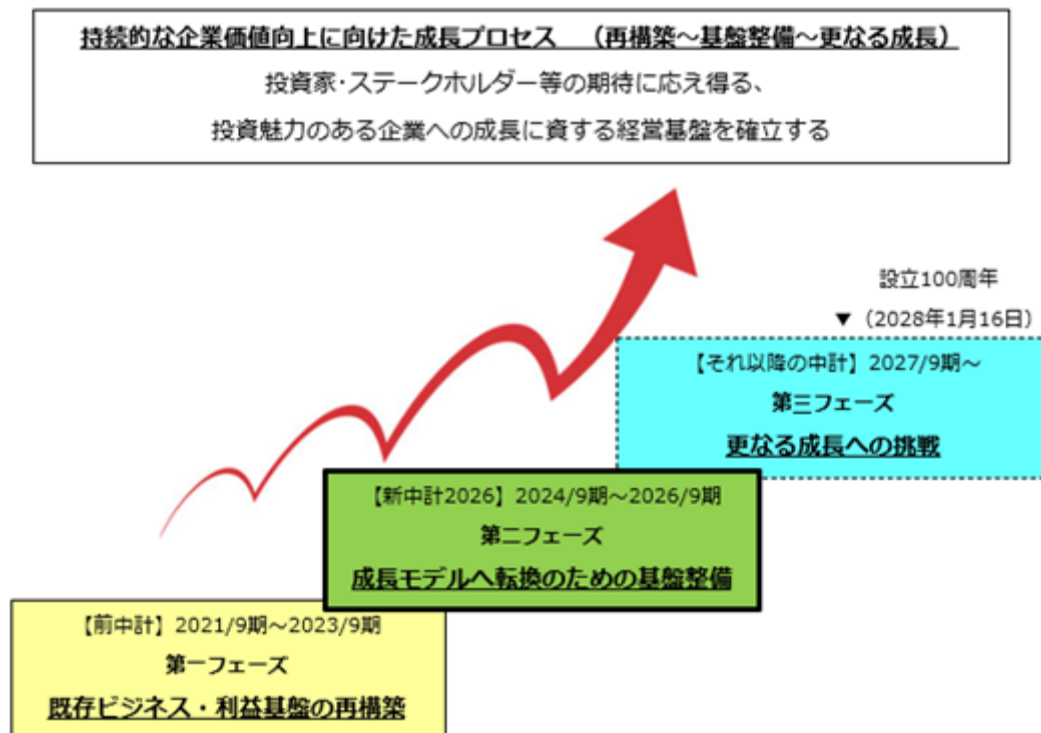 持続的な企業価値向上に向けた成長プロセス　（再構築～基盤整備～更なる成長）
投資家・ステークホルダー等の期待に応え得る、
投資魅力のある企業への成長に資する経営基盤を確立する
設立100周年
▼（2028年1月16日）
【それ以降の中計】2027/9期～
第三フェーズ
更なる成長への挑戦
【新中計2026】2024/9期～2026/9期
第二フェーズ
成長モデルへ転換のための基盤整備
【前中計】2021/9期～2023/9期
第一フェーズ
既存ビジネス・利益基盤の再構築